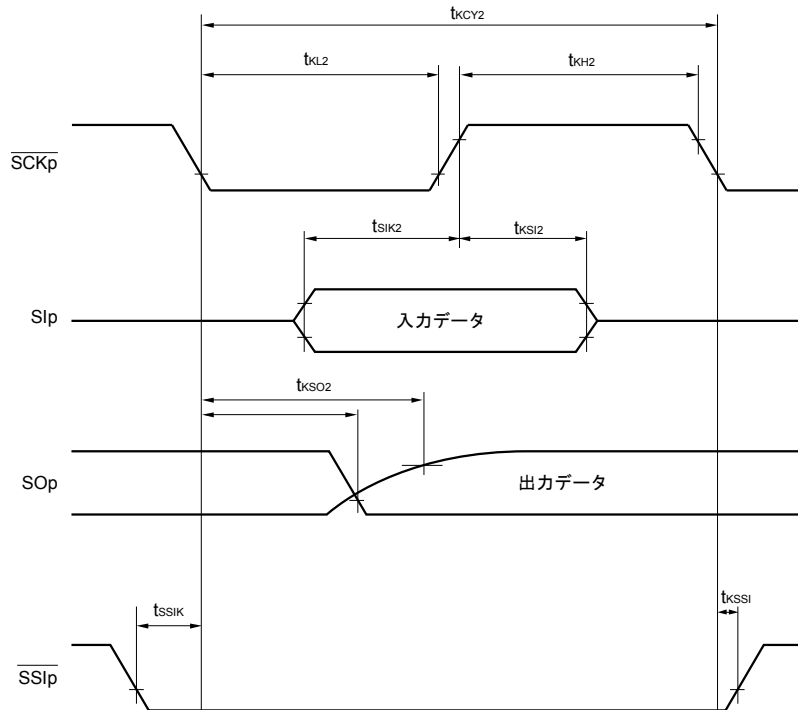 tKCY2
tKL2
tKH2
SCKp
tSIK2
tKSI2
SIp
入力データ
tKSO2
SOp
出力データ
tSSIK
tKSSI
SSIp